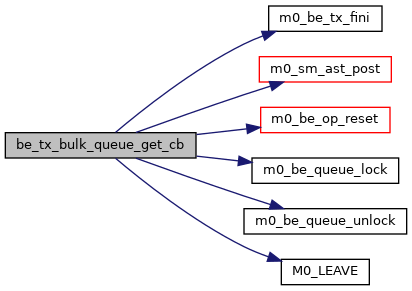 m0_be_tx_fini
m0_sm_ast_post
m0_be_op_reset
be_tx_bulk_queue_get_cb
m0_be_queue_lock
m0_be_queue_unlock
M0_LEAVE